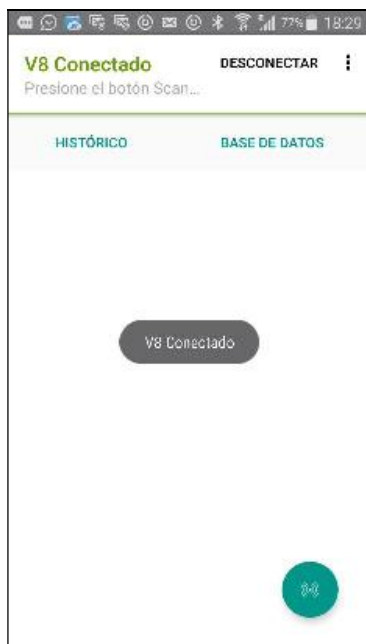 77% 18:29
V8 Conectado DESCONECTAR
Presione el botón Scan...
HISTÓRICO BASE DE DATOS
V8 Conectado